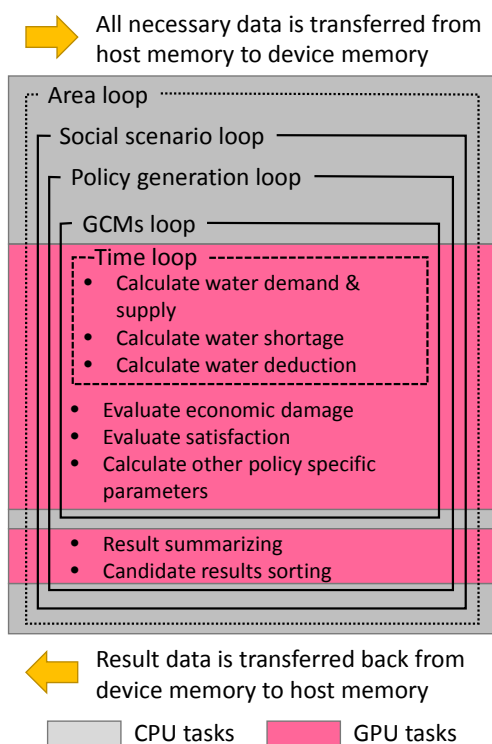 All necessary data is transferred from
host memory to device memory
Area loop
Social scenario loop
Policy generation loop
GCMs loop
Time loop
• Calculate water demand &
supply
• Calculate water shortage
• Calculate water deduction
• Evaluate economic damage
• Evaluate satisfaction
• Calculate other policy specific
parameters
• Result summarizing
• Candidate results sorting
Result data is transferred back from
device memory to host memory
CPU tasks
GPU tasks